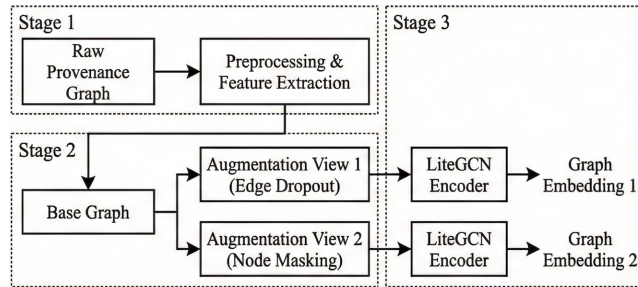 Stage 1
Raw
Provenance
Graph
Preprocessing &
Feature Extraction
Stage 2
Base Graph
Augmentation View 1
(Edge Dropout)
Augmentation View 2
(Node Masking)
Stage 3
LiteGCN
Encoder
Graph
Embedding 1
LiteGCN
Encoder
Graph
Embedding 2